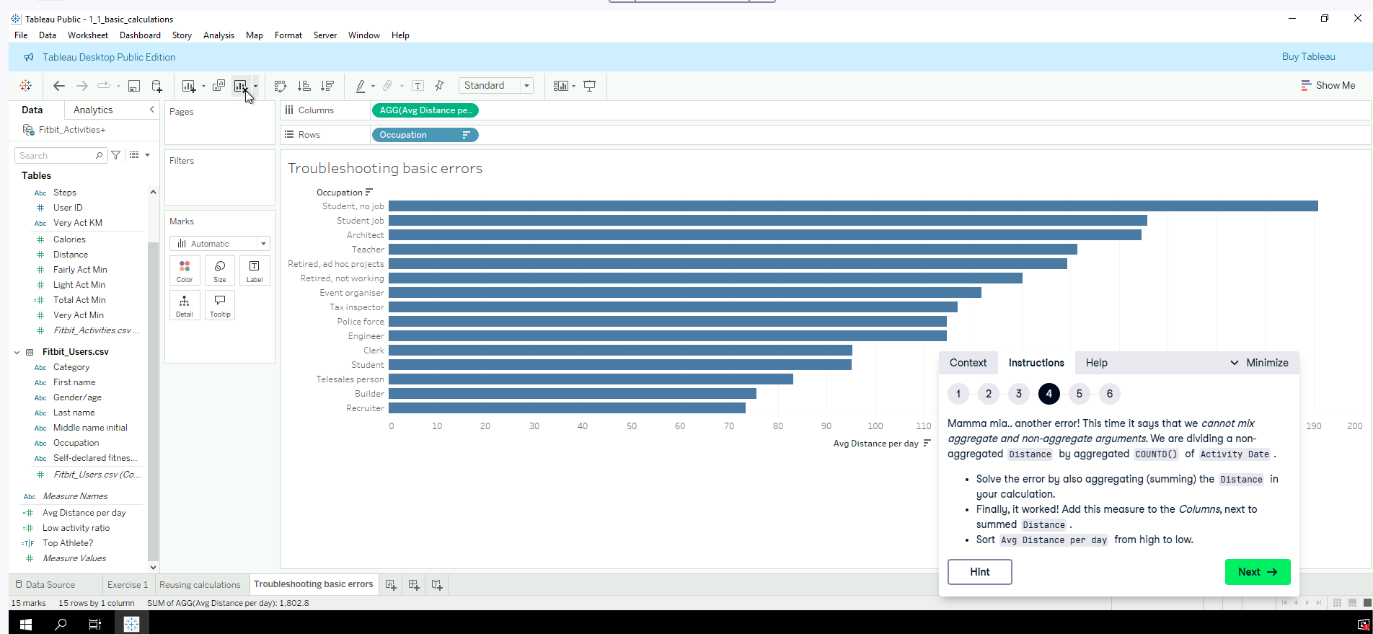 Tableau Public - 1_1_basic_calculations
File Data Worksheet Dashboard Story Analysis Map Format Server Window Help
Tableau Desktop Public Edition Buy Tableau
Standard Show Me
Data Analytics
Fitbit_Activities+
Search
Tables
Abc Steps
# User ID
Abc Very Act KM
# Calories
# Distance
# Fairly Act Min
# Light Act Min
# Total Act Min
# Very Act Min
# Fitbit_Activities.csv ...
Fitbit_Users.csv
Abc Category
Abc First name
Abc Gender/age
Abc Last name
Abc Middle name initial
Abc Occupation
Abc Self-declared fitnes...
# Fitbit_Users.csv (Co...
Abc Measure Names
# Avg Distance per day
# Low activity ratio
=T|F Top Athlete?
# Measure Values
Pages
Filters
Marks
Automatic
Color Size Label
Detail Tooltip
Columns AGG(Avg Distance pe..
Rows Occupation
Troubleshooting basic errors
Occupation
Student, no job
Student job
Architect
Teacher
Retired, ad hoc projects
Retired, not working
Event organiser
Tax inspector
Police force
Engineer
Clerk
Student
Telesales person
Builder
Recruiter
0 10 20 30 40 50 60 70 80 90 100 110 190 200
Avg Distance per day
Context Instructions Help Minimize
1 2 3 4 5 6
Mamma mia.. another error! This time it says that we cannot mix
aggregate and non-aggregate arguments. We are dividing a non-
aggregated Distance by aggregated COUNTD() of Activity Date .
• Solve the error by also aggregating (summing) the Distance in
your calculation.
• Finally, it worked! Add this measure to the Columns, next to
summed Distance .
• Sort Avg Distance per day from high to low.
Hint Next →
Data Source Exercise 1 Reusing calculations Troubleshooting basic errors
15 marks 15 rows by 1 column SUM of AGG(Avg Distance per day): 1,802.8